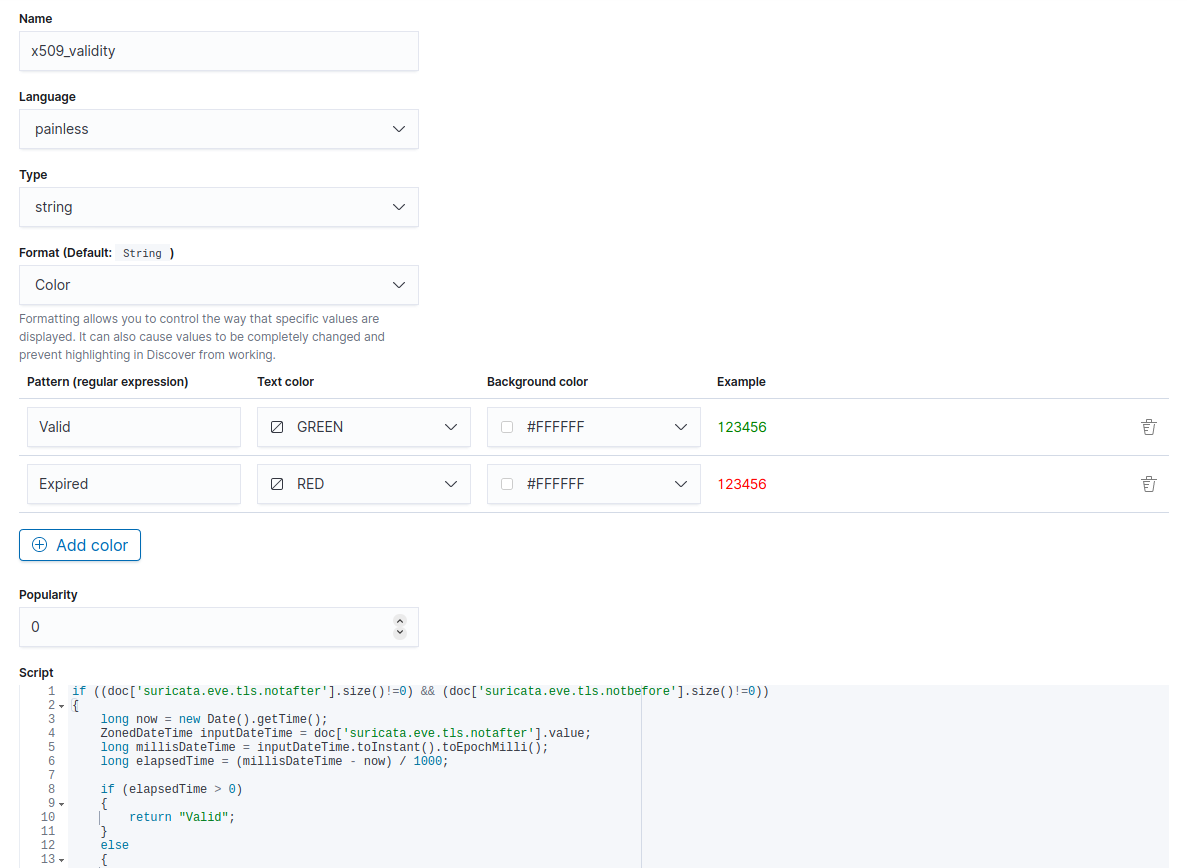 Name
x509_validity
Language
painless
Type
string
Format (Default: String )
Color
Formatting allows you to control the way that specific values are
displayed. It can also cause values to be completely changed and
prevent highlighting in Discover from working.
Pattern (regular expression) Text color Background color Example
Valid GREEN #FFFFFF 123456
Expired RED #FFFFFF 123456
Add color
Popularity
0
Script
1 if ((doc['suricata.eve.tls.notafter'].size()!=0) && (doc['suricata.eve.tls.notbefore'].size()!=0))
2 {
3     long now = new Date().getTime();
4     ZonedDateTime inputDateTime = doc['suricata.eve.tls.notafter'].value;
5     long millisDateTime = inputDateTime.toInstant().toEpochMilli();
6     long elapsedTime = (millisDateTime - now) / 1000;
7
8     if (elapsedTime > 0)
9     {
10         return "Valid";
11     }
12     else
13     {